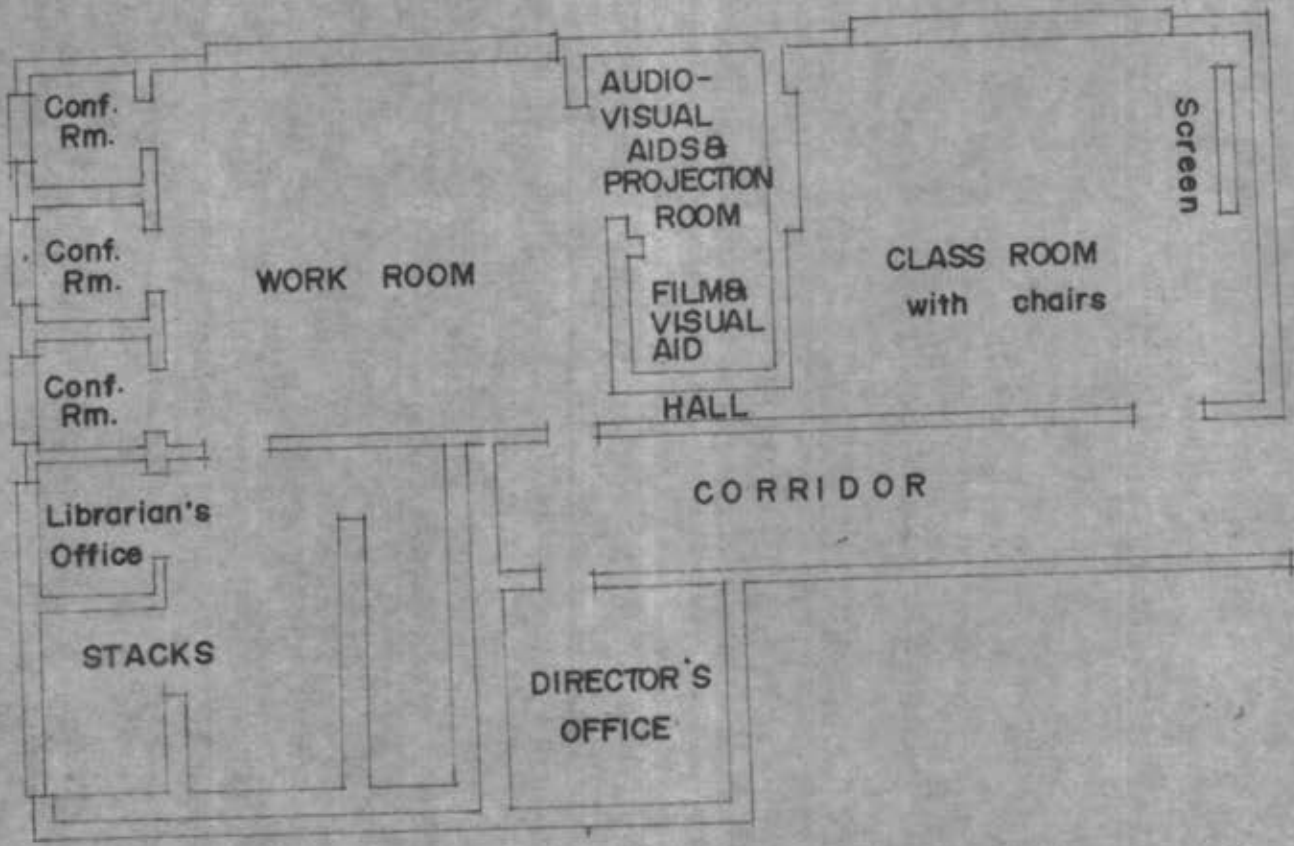 Conf.
Rm.
Conf.
Rm.
Conf.
Rm.
WORK ROOM
AUDIO-
VISUAL
AIDS &
PROJECTION
ROOM
FILM &
VISUAL
AID
HALL
CLASS ROOM
with chairs
Screen
CORRIDOR
Librarian's
Office
STACKS
DIRECTOR'S
OFFICE